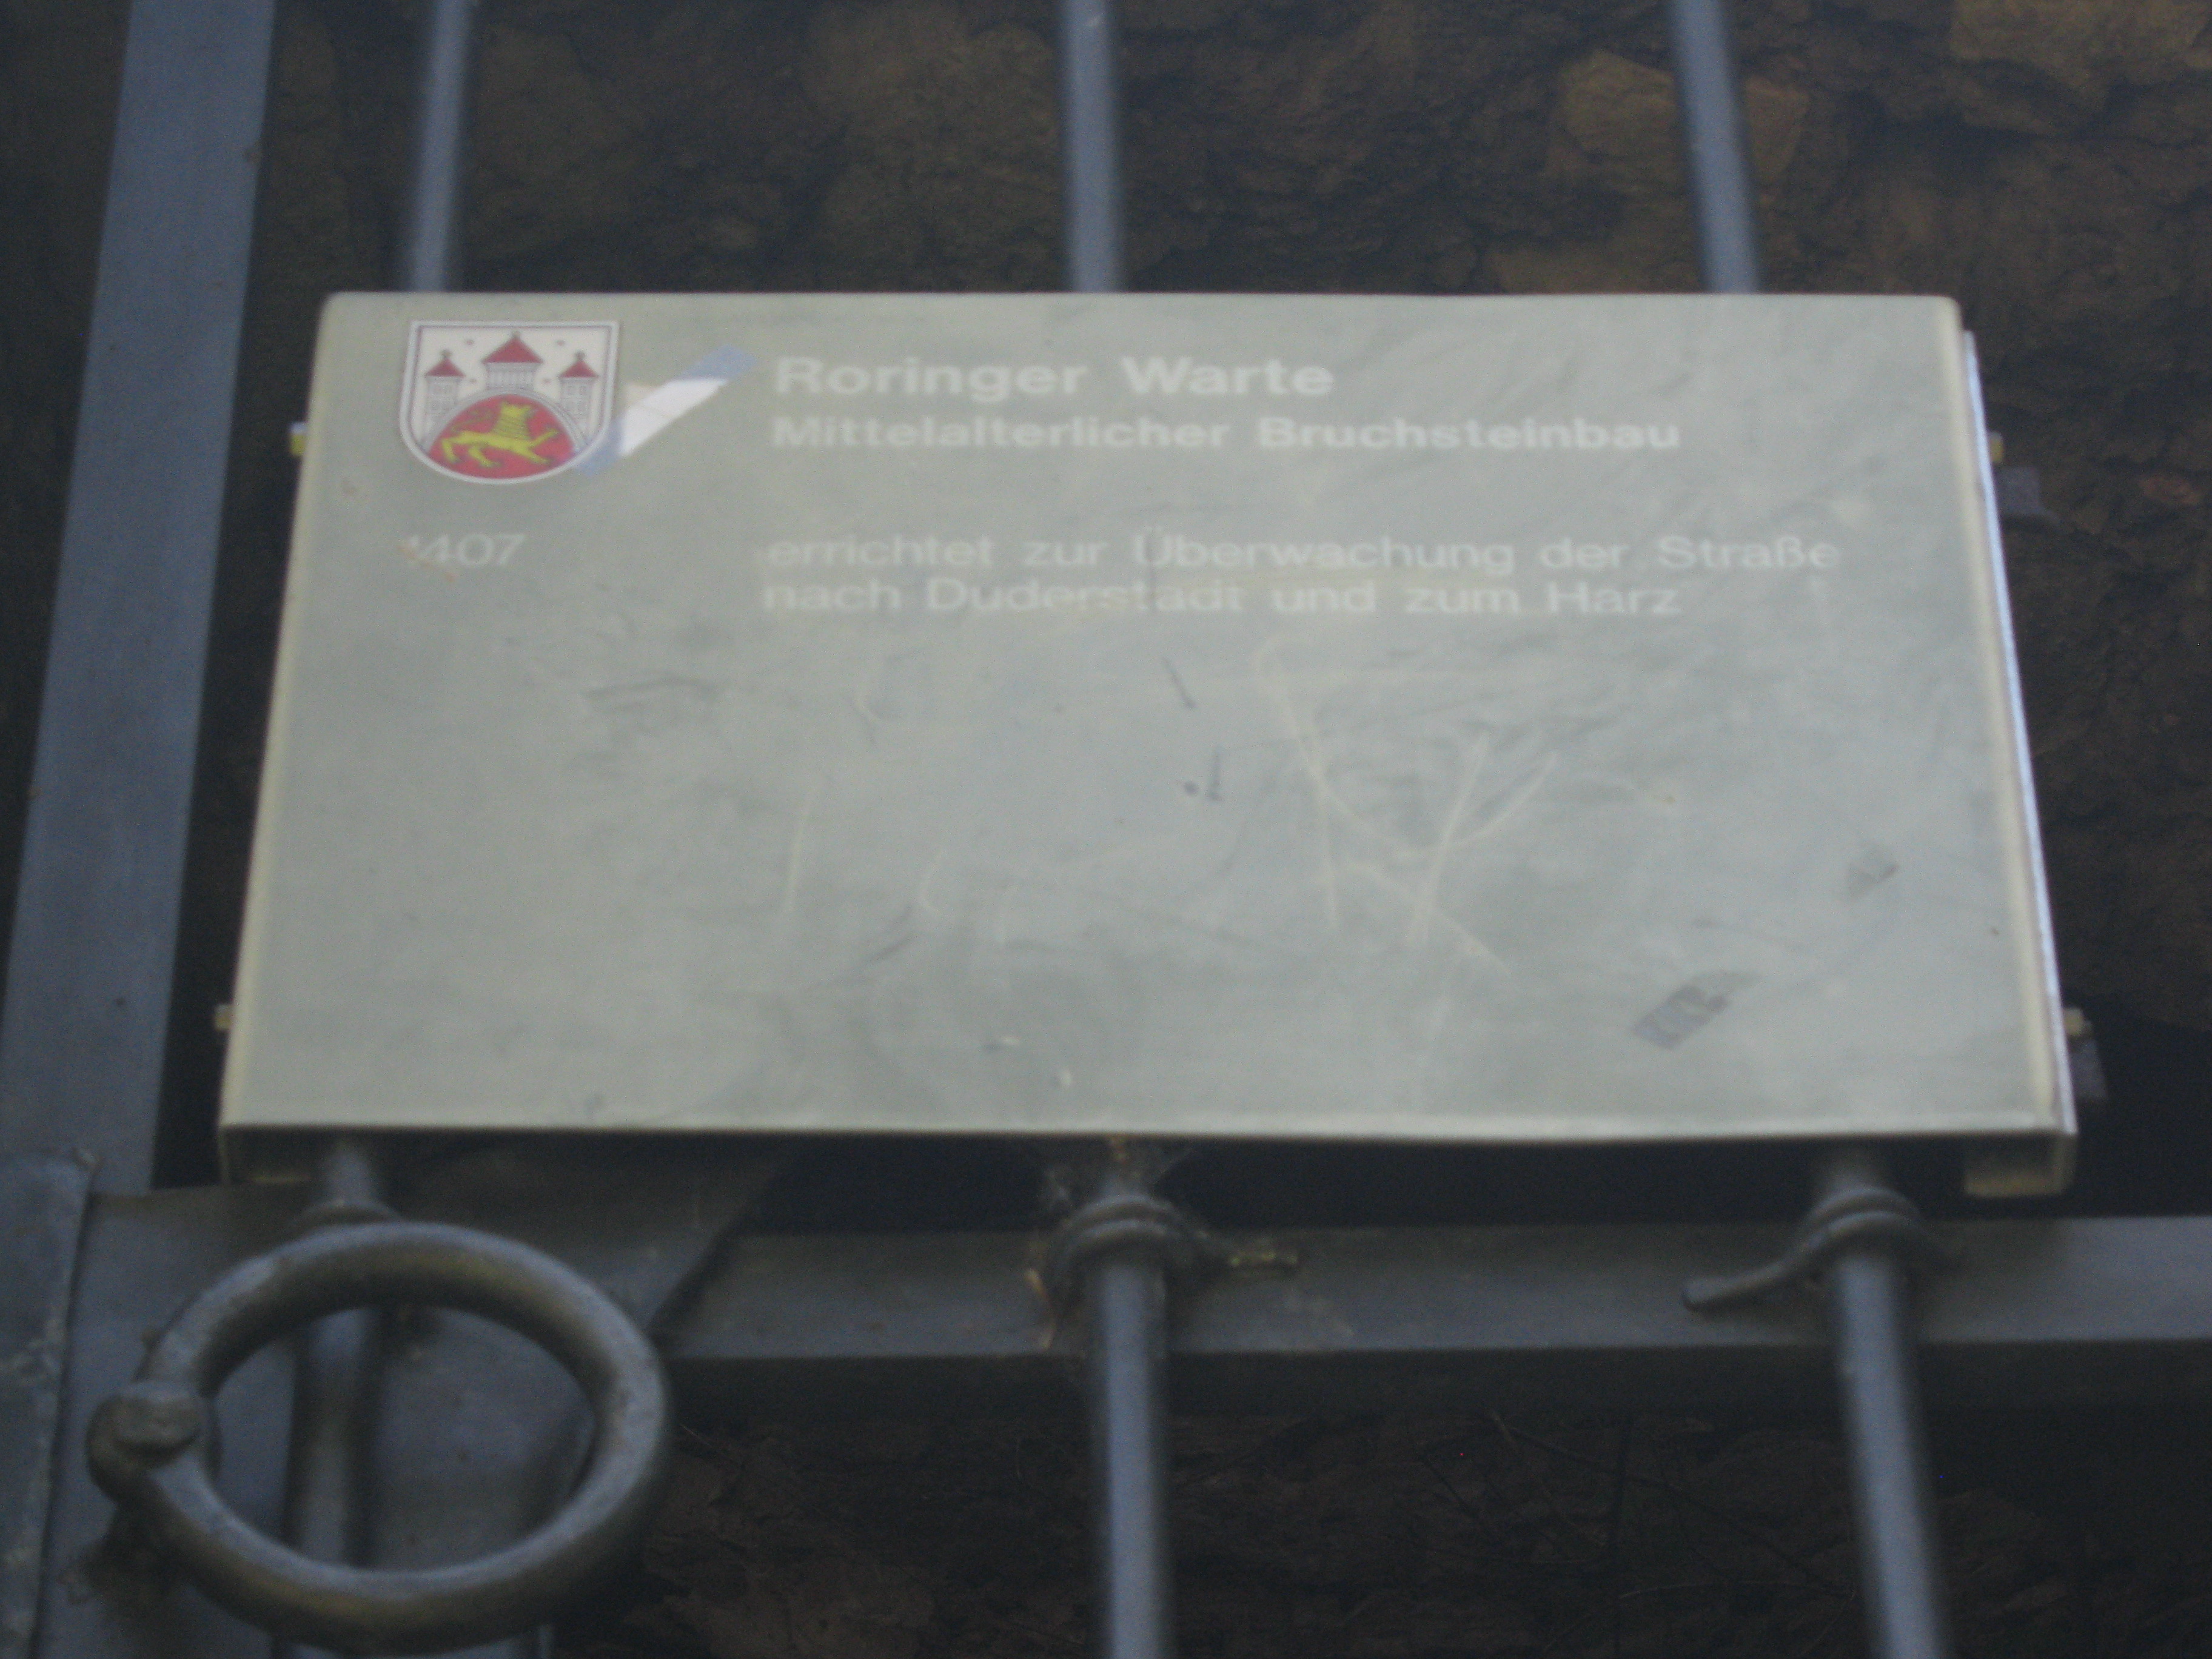 Roringer Warte
Mittelalterlicher Bruchsteinbau
1407 errichtet zur Überwachung der Straße
nach Duderstadt und zum Harz